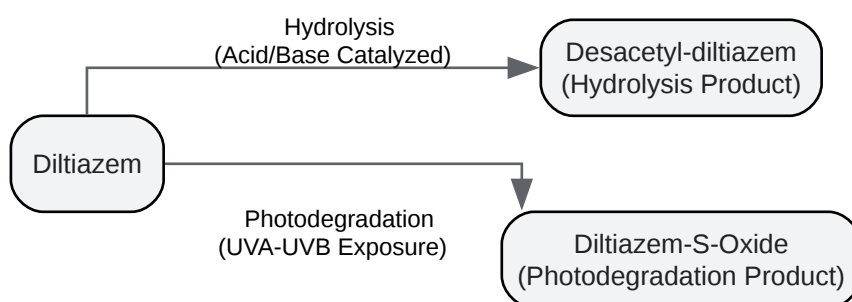 Hydrolysis
(Acid/Base Catalyzed)
Desacetyl-diltiazem
(Hydrolysis Product)
Diltiazem
Photodegradation
(UVA-UVB Exposure)
Diltiazem-S-Oxide
(Photodegradation Product)